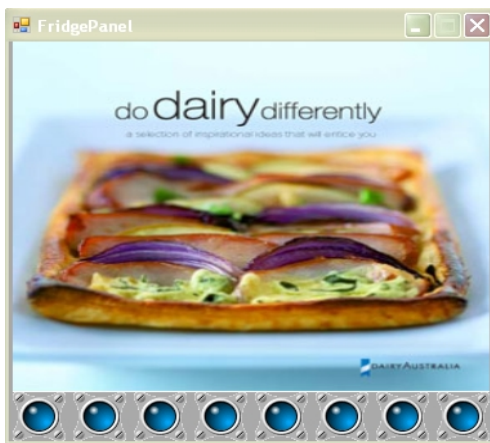 FridgePanel
do dairy differently
a selection of inspirational ideas that will entice you
DAIRY AUSTRALIA